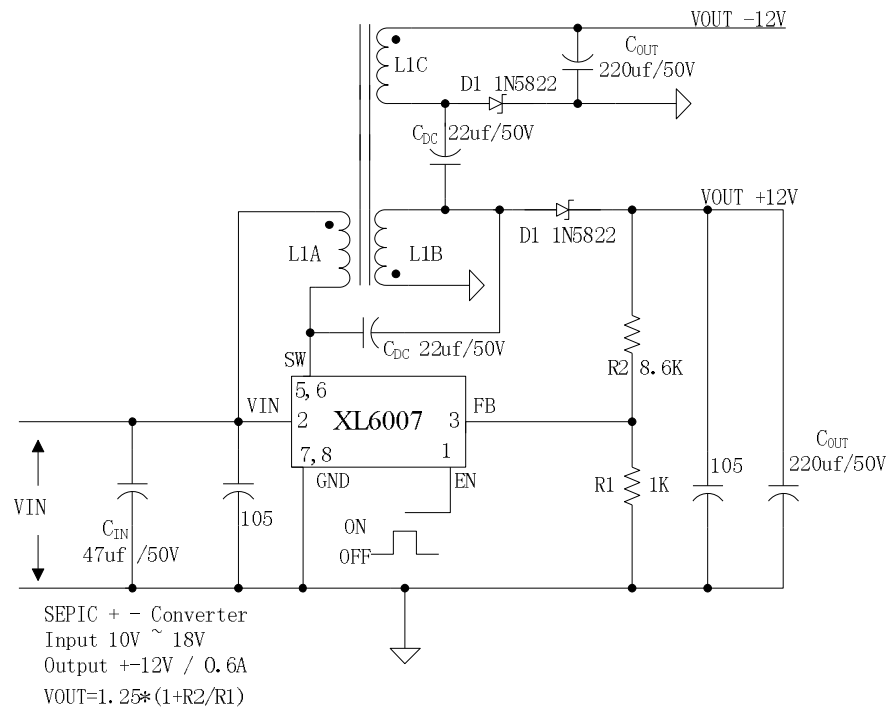 VOUT -12V
COUT
220uf/50V
L1C
D1 1N5822
CDC 22uf/50V
VOUT +12V
L1A
L1B
D1 1N5822
CDC 22uf/50V
SW
R2 8.6K
5,6
VIN
2
XL6007
3
FB
7,8
1
GND
EN
R1
1K
105
COUT
220uf/50V
VIN
CIN
47uf /50V
105
ON
OFF
SEPIC + - Converter
Input 10V ~ 18V
Output +-12V / 0.6A
VOUT=1.25*(1+R2/R1)